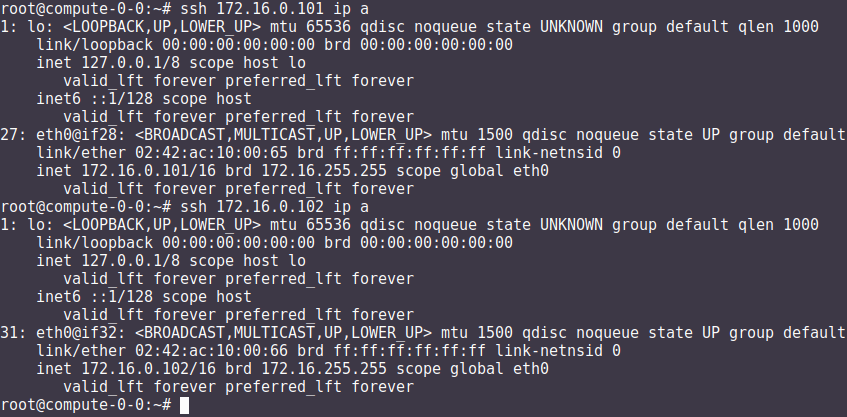 root@compute-0-0:~# ssh 172.16.0.101 ip a
1: lo: <LOOPBACK,UP,LOWER_UP> mtu 65536 qdisc noqueue state UNKNOWN group default qlen 1000
    link/loopback 00:00:00:00:00:00 brd 00:00:00:00:00:00
    inet 127.0.0.1/8 scope host lo
       valid_lft forever preferred_lft forever
    inet6 ::1/128 scope host
       valid_lft forever preferred_lft forever
27: eth0@if28: <BROADCAST,MULTICAST,UP,LOWER_UP> mtu 1500 qdisc noqueue state UP group default
    link/ether 02:42:ac:10:00:65 brd ff:ff:ff:ff:ff:ff link-netnsid 0
    inet 172.16.0.101/16 brd 172.16.255.255 scope global eth0
       valid_lft forever preferred_lft forever
root@compute-0-0:~# ssh 172.16.0.102 ip a
1: lo: <LOOPBACK,UP,LOWER_UP> mtu 65536 qdisc noqueue state UNKNOWN group default qlen 1000
    link/loopback 00:00:00:00:00:00 brd 00:00:00:00:00:00
    inet 127.0.0.1/8 scope host lo
       valid_lft forever preferred_lft forever
    inet6 ::1/128 scope host
       valid_lft forever preferred_lft forever
31: eth0@if32: <BROADCAST,MULTICAST,UP,LOWER_UP> mtu 1500 qdisc noqueue state UP group default
    link/ether 02:42:ac:10:00:66 brd ff:ff:ff:ff:ff:ff link-netnsid 0
    inet 172.16.0.102/16 brd 172.16.255.255 scope global eth0
       valid_lft forever preferred_lft forever
root@compute-0-0:~#